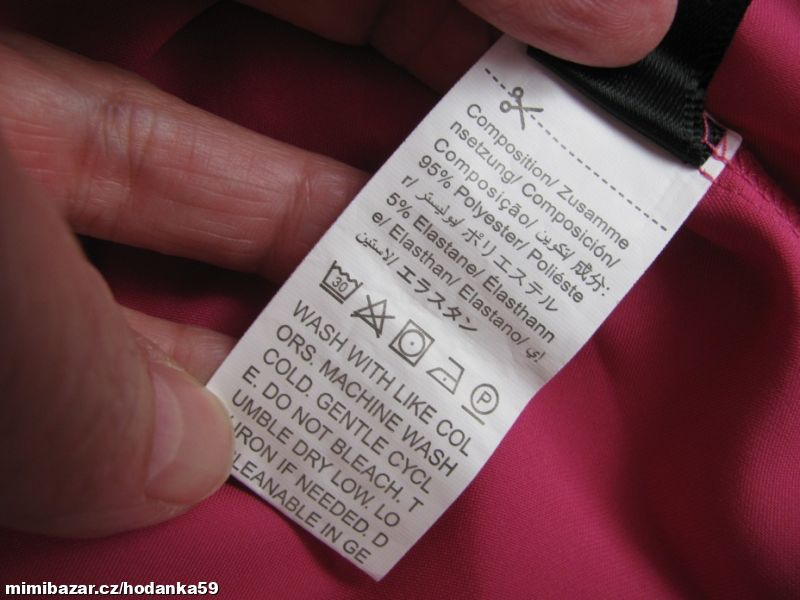 Composition/ Zusamme
nsetzung/ Composición/
Composição/ تكوين/ 成分:
95% Polyester/ Poliéste
r/ بوليستر/ ポリエステル
5% Elastane/ Élasthann
e/ Elasthan/ Elastano/ إي
لاستين/ エラスタン
30
P
WASH WITH LIKE COL
ORS. MACHINE WASH
COLD. GENTLE CYCL
E. DO NOT BLEACH. T
UMBLE DRY LOW. LO
IRON IF NEEDED. D
LEANABLE IN GE
mimibazar.cz/hodanka59